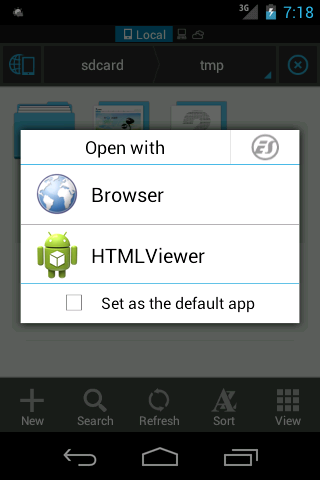 3G 7:18
Local
sdcard tmp
Open with ES
Browser
HTMLViewer
Set as the default app
New Search Refresh Sort View